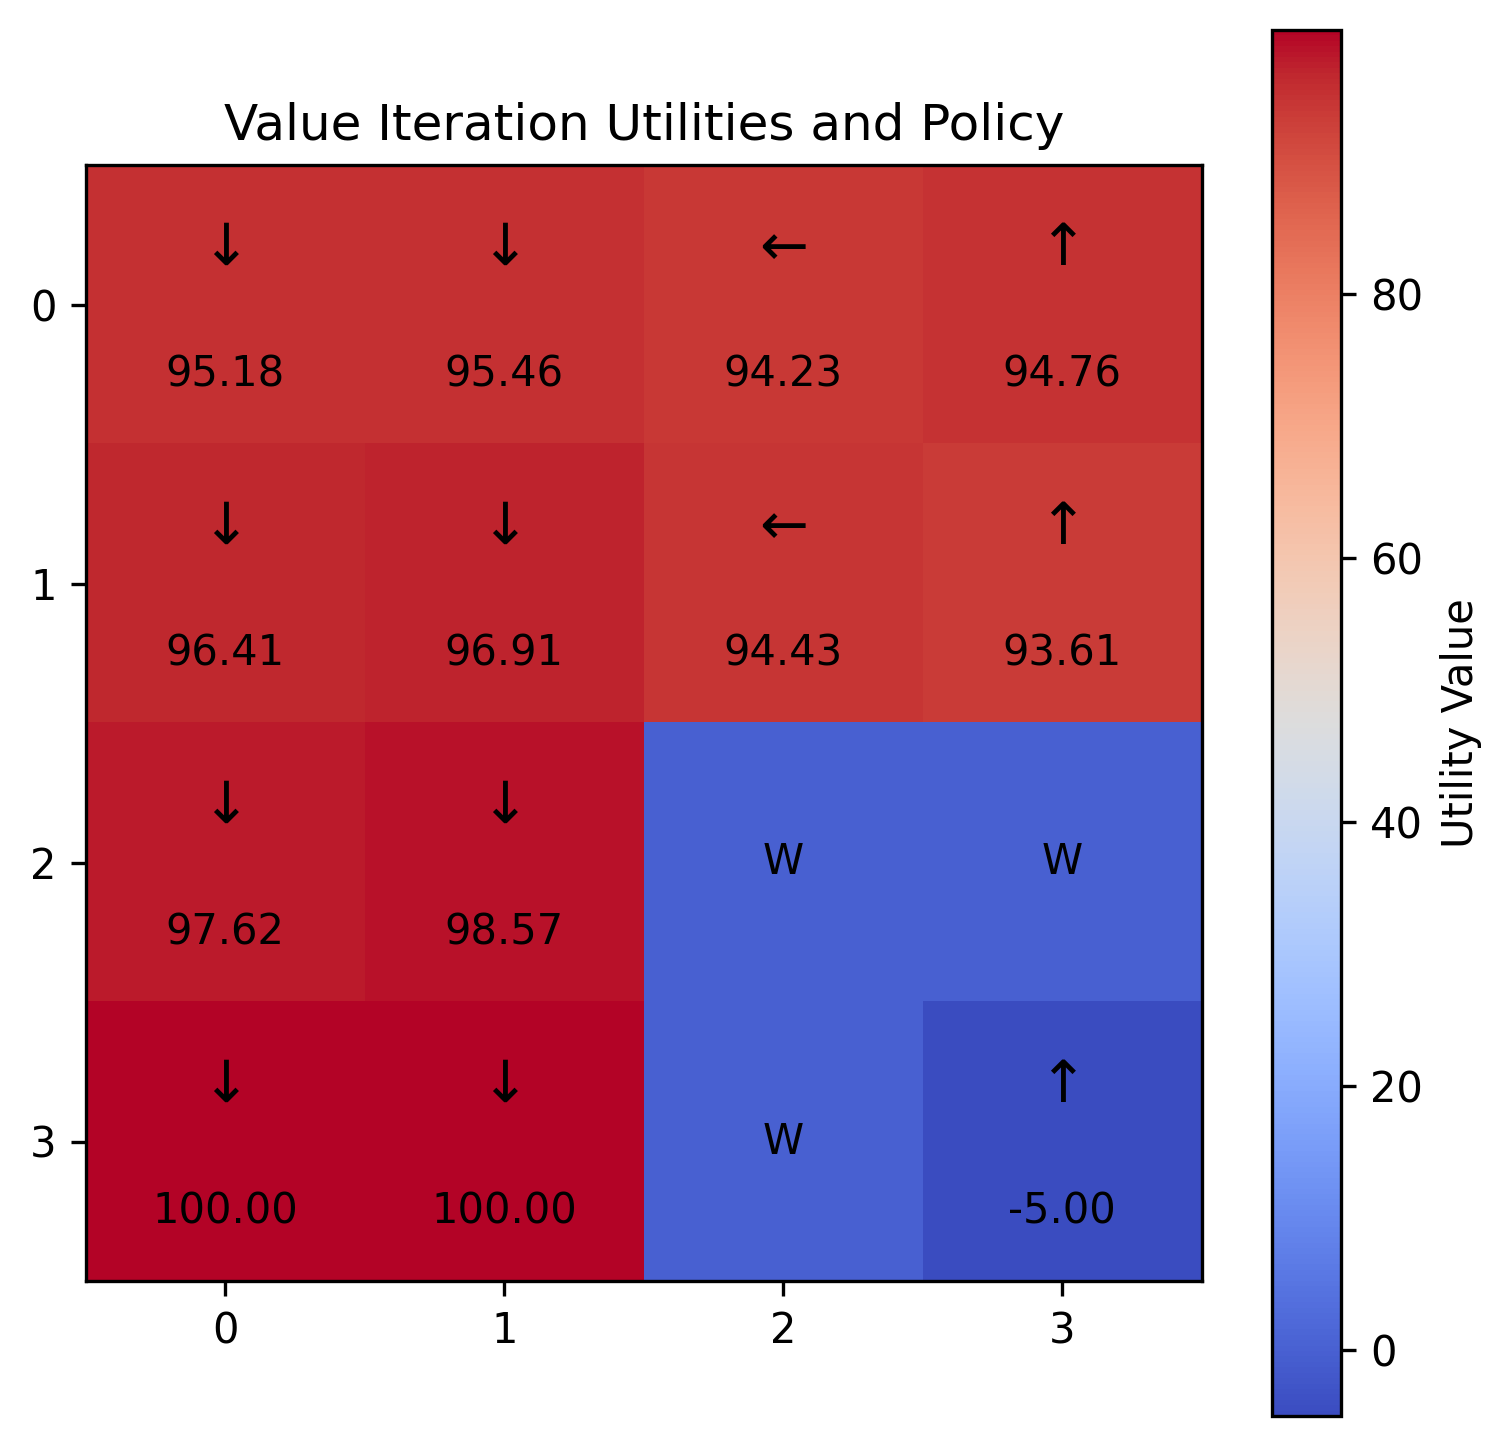 Value Iteration Utilities and Policy
↓ ↓ ← ↑
0
95.18 95.46 94.23 94.76
↓ ↓ ← ↑
1
96.41 96.91 94.43 93.61
↓ ↓
2 W W
97.62 98.57
↓ ↓ ↑
3 W
100.00 100.00 -5.00
0 1 2 3
80
60
40
20
0
Utility Value